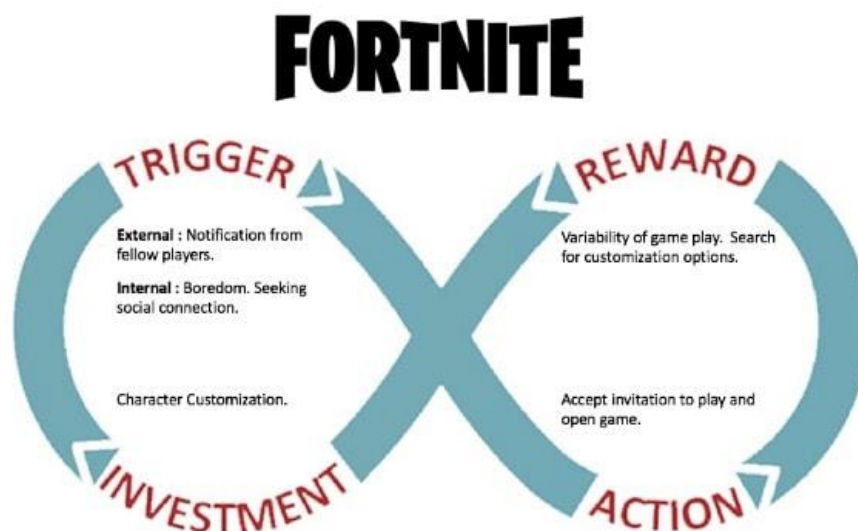 FORTNITE
TRIGGER
External : Notification from
fellow players.
Internal : Boredom. Seeking
social connection.
Character Customization.
INVESTMENT
REWARD
Variability of game play. Search
for customization options.
Accept invitation to play and
open game.
ACTION